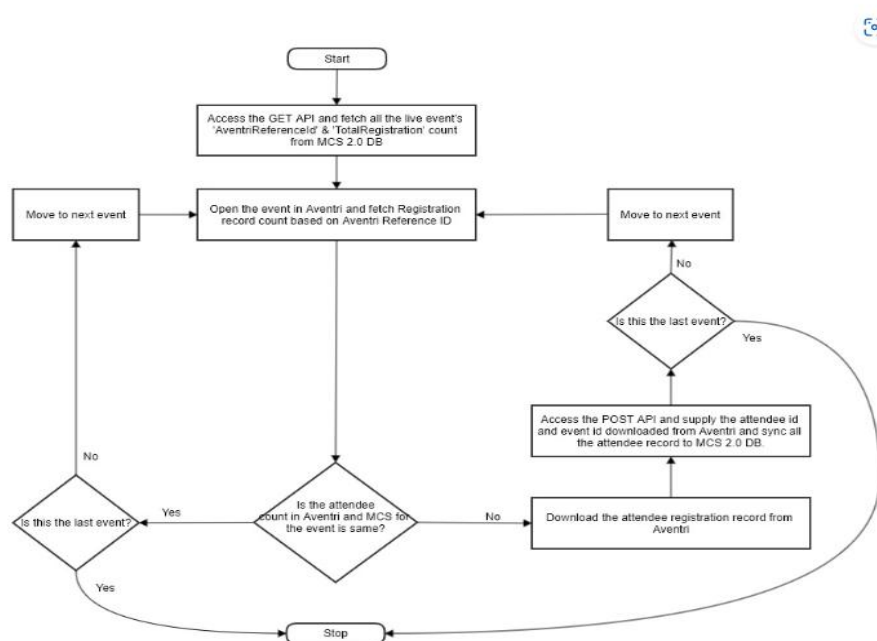 Start
Access the GET API and fetch all the live event's
'AventriReferenceId' & 'TotalRegistration' count
from MCS 2.0 DB
Move to next event
Open the event in Aventri and fetch Registration
record count based on Aventri Reference ID
Move to next event
No
Is this the last event?
Yes
Access the POST API and supply the attendee id
and event id downloaded from Aventri and sync all
the attendee record to MCS 2.0 DB.
No
Is this the last event?
Yes
Is the attendee
count in Aventri and MCS for
the event is same?
No
Download the attendee registration record from
Aventri
Yes
Stop